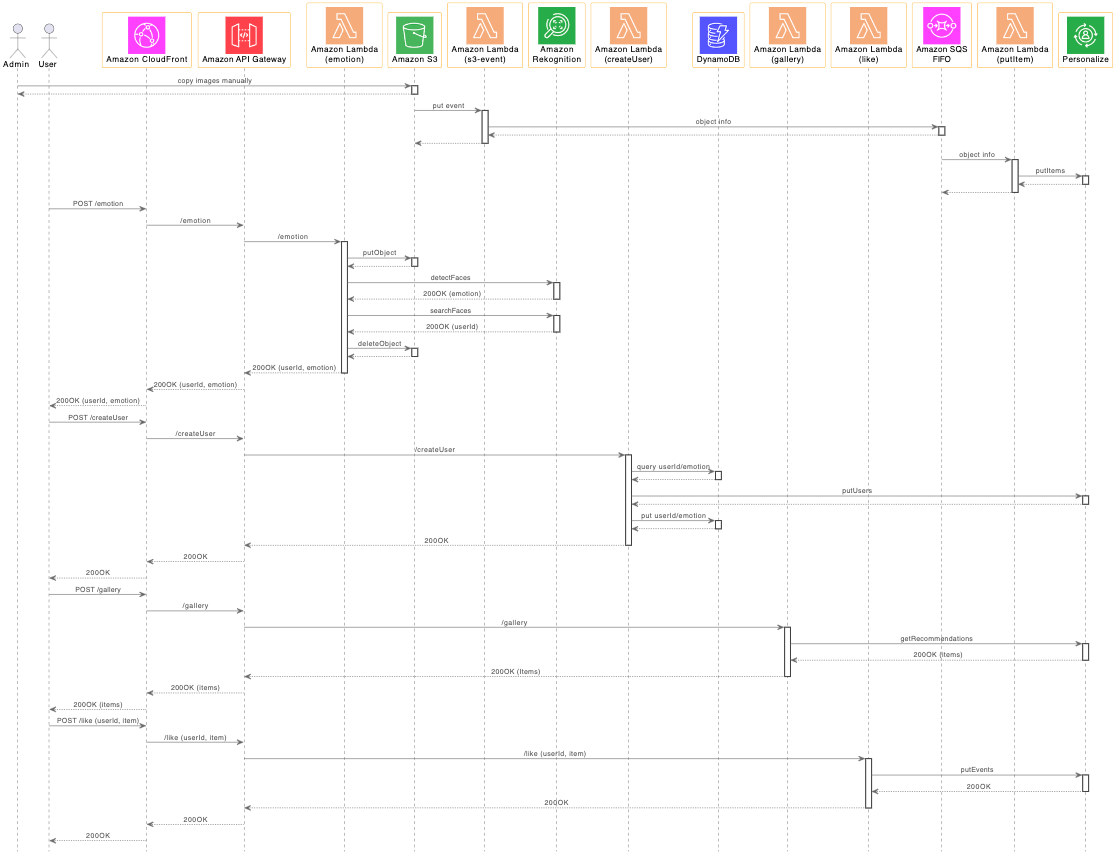 Admin
User
Amazon CloudFront
Amazon API Gateway
Amazon Lambda
(emotion)
Amazon S3
Amazon Lambda
(s3-event)
Amazon
Rekognition
Amazon Lambda
(createUser)
DynamoDB
Amazon Lambda
(gallery)
Amazon Lambda
(like)
Amazon SQS
FIFO
Amazon Lambda
(putItem)
Personalize
copy images manually
put event
object info
object info
putItems
POST /emotion
/emotion
/emotion
putObject
detectFaces
200OK (emotion)
searchFaces
200OK (userId)
deleteObject
200OK (userId, emotion)
200OK (userId, emotion)
200OK (userId, emotion)
POST /createUser
/createUser
/createUser
query userId/emotion
putUsers
put userId/emotion
200OK
200OK
200OK
POST /gallery
/gallery
/gallery
getRecommendations
200OK (items)
200OK (Items)
200OK (items)
200OK (items)
POST /like (userId, item)
/like (userId, item)
/like (userId, item)
putEvents
200OK
200OK
200OK
200OK